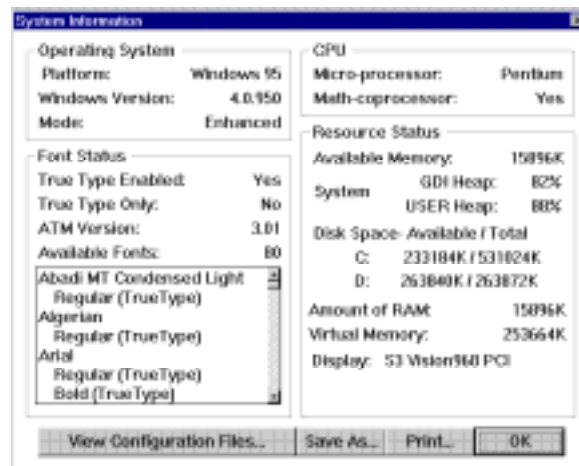 System Information
Operating System
Platform: Windows 95
Windows Version: 4.0.950
Mode: Enhanced
Font Status
True Type Enabled: Yes
True Type Only: No
ATM Version: 3.01
Available Fonts: 80
Abadi MT Condensed Light
Regular (TrueType)
Algerian
Regular (TrueType)
Arial
Regular (TrueType)
Bold (TrueType)
CPU
Micro-processor: Pentium
Math-coprocessor: Yes
Resource Status
Available Memory: 15896K
System GDI Heap: 82%
USER Heap: 88%
Disk Space- Available / Total
C: 233184K / 531024K
D: 263840K / 263872K
Amount of RAM: 15896K
Virtual Memory: 253664K
Display: S3 Vision968 PCI
View Configuration Files... Save As... Print... OK